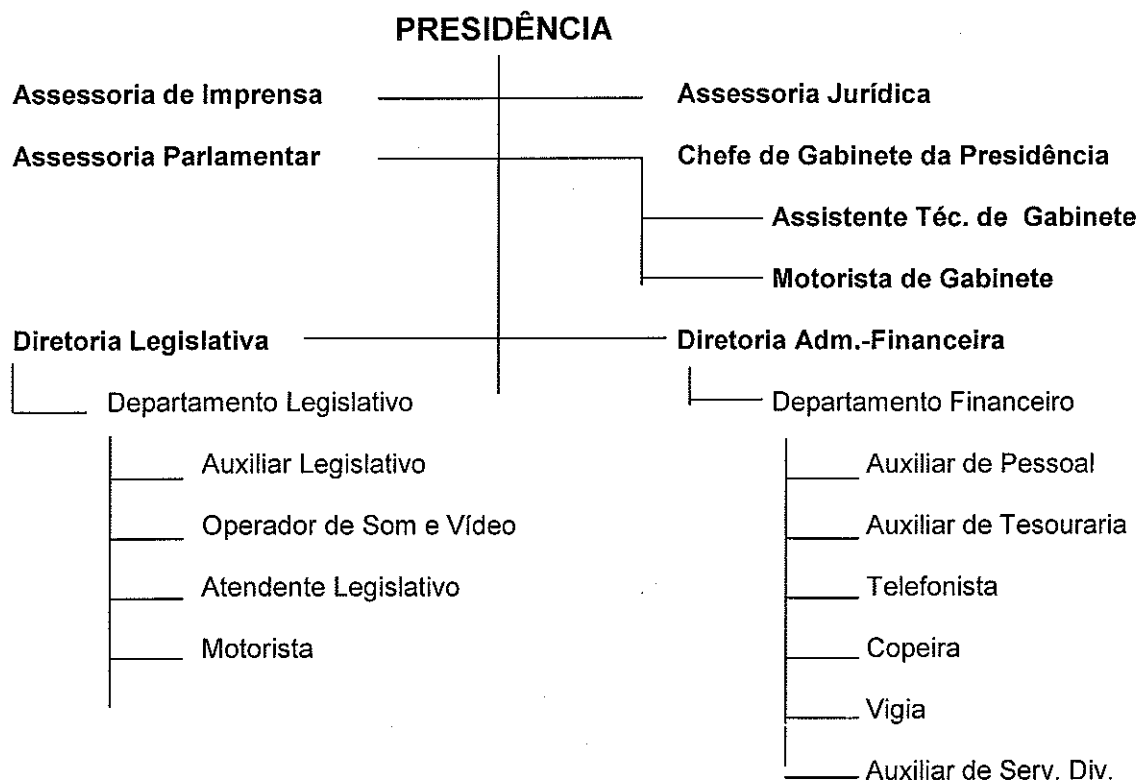 PRESIDÊNCIA
Assessoria de Imprensa
Assessoria Jurídica
Assessoria Parlamentar
Chefe de Gabinete da Presidência
Assistente Téc. de Gabinete
Motorista de Gabinete
Diretoria Legislativa
Diretoria Adm.-Financeira
Departamento Legislativo
Departamento Financeiro
Auxiliar Legislativo
Auxiliar de Pessoal
Operador de Som e Vídeo
Auxiliar de Tesouraria
Atendente Legislativo
Telefonista
Motorista
Copeira
Vigia
Auxiliar de Serv. Div.